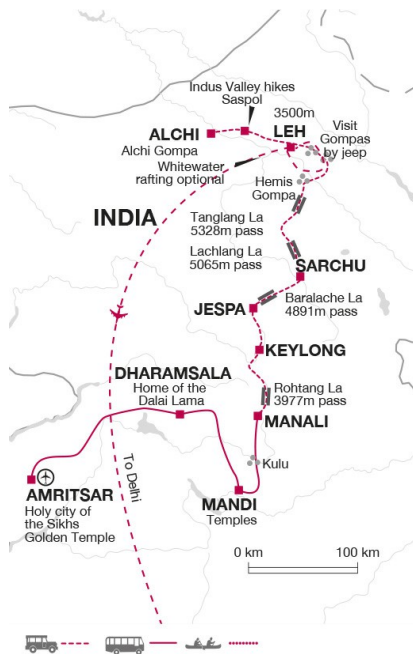 Indus Valley hikes
Saspol
3500m
ALCHI
LEH
Visit
Gompas
by jeep
Alchi Gompa
Whitewater
rafting optional
Hemis
Gompa
INDIA
Tanglang La
5328m pass
Lachlang La
5065m pass
SARCHU
JESPA
Baralache La
4891m pass
KEYLONG
DHARAMSALA
Home of the
Dalai Lama
Rohtang La
3977m pass
MANALI
Kulu
To Delhi
AMRITSAR
Holy city of
the Sikhs
Golden Temple
MANDI
Temples
0 km
100 km